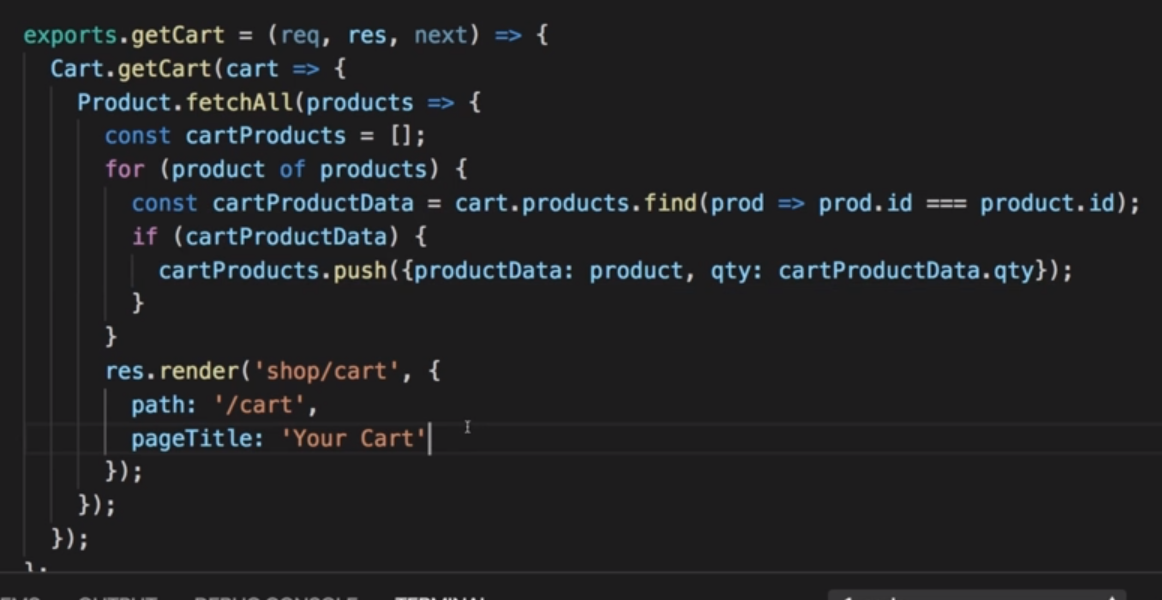 exports.getCart = (req, res, next) => {
  Cart.getCart(cart => {
    Product.fetchAll(products => {
      const cartProducts = [];
      for (product of products) {
        const cartProductData = cart.products.find(prod => prod.id === product.id);
        if (cartProductData) {
          cartProducts.push({productData: product, qty: cartProductData.qty});
        }
      }
      res.render('shop/cart', {
        path: '/cart',
        pageTitle: 'Your Cart'
      });
    });
  });
};
OUTPUT DEBUG CONSOLE TERMINAL